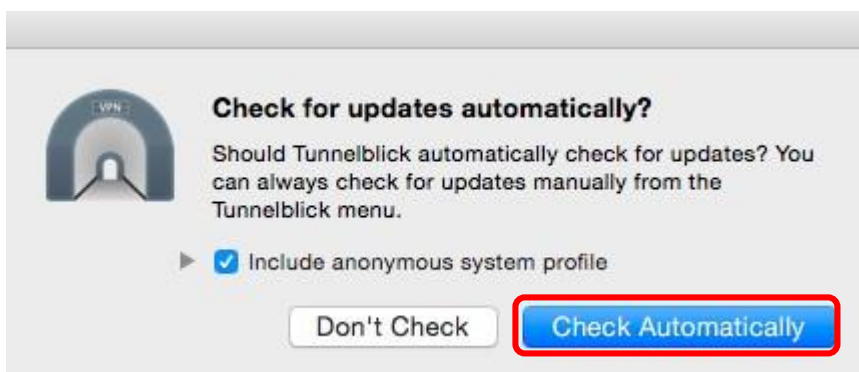 VPN
Check for updates automatically?
Should Tunnelblick automatically check for updates? You
can always check for updates manually from the
Tunnelblick menu.
Include anonymous system profile
Don't Check
Check Automatically